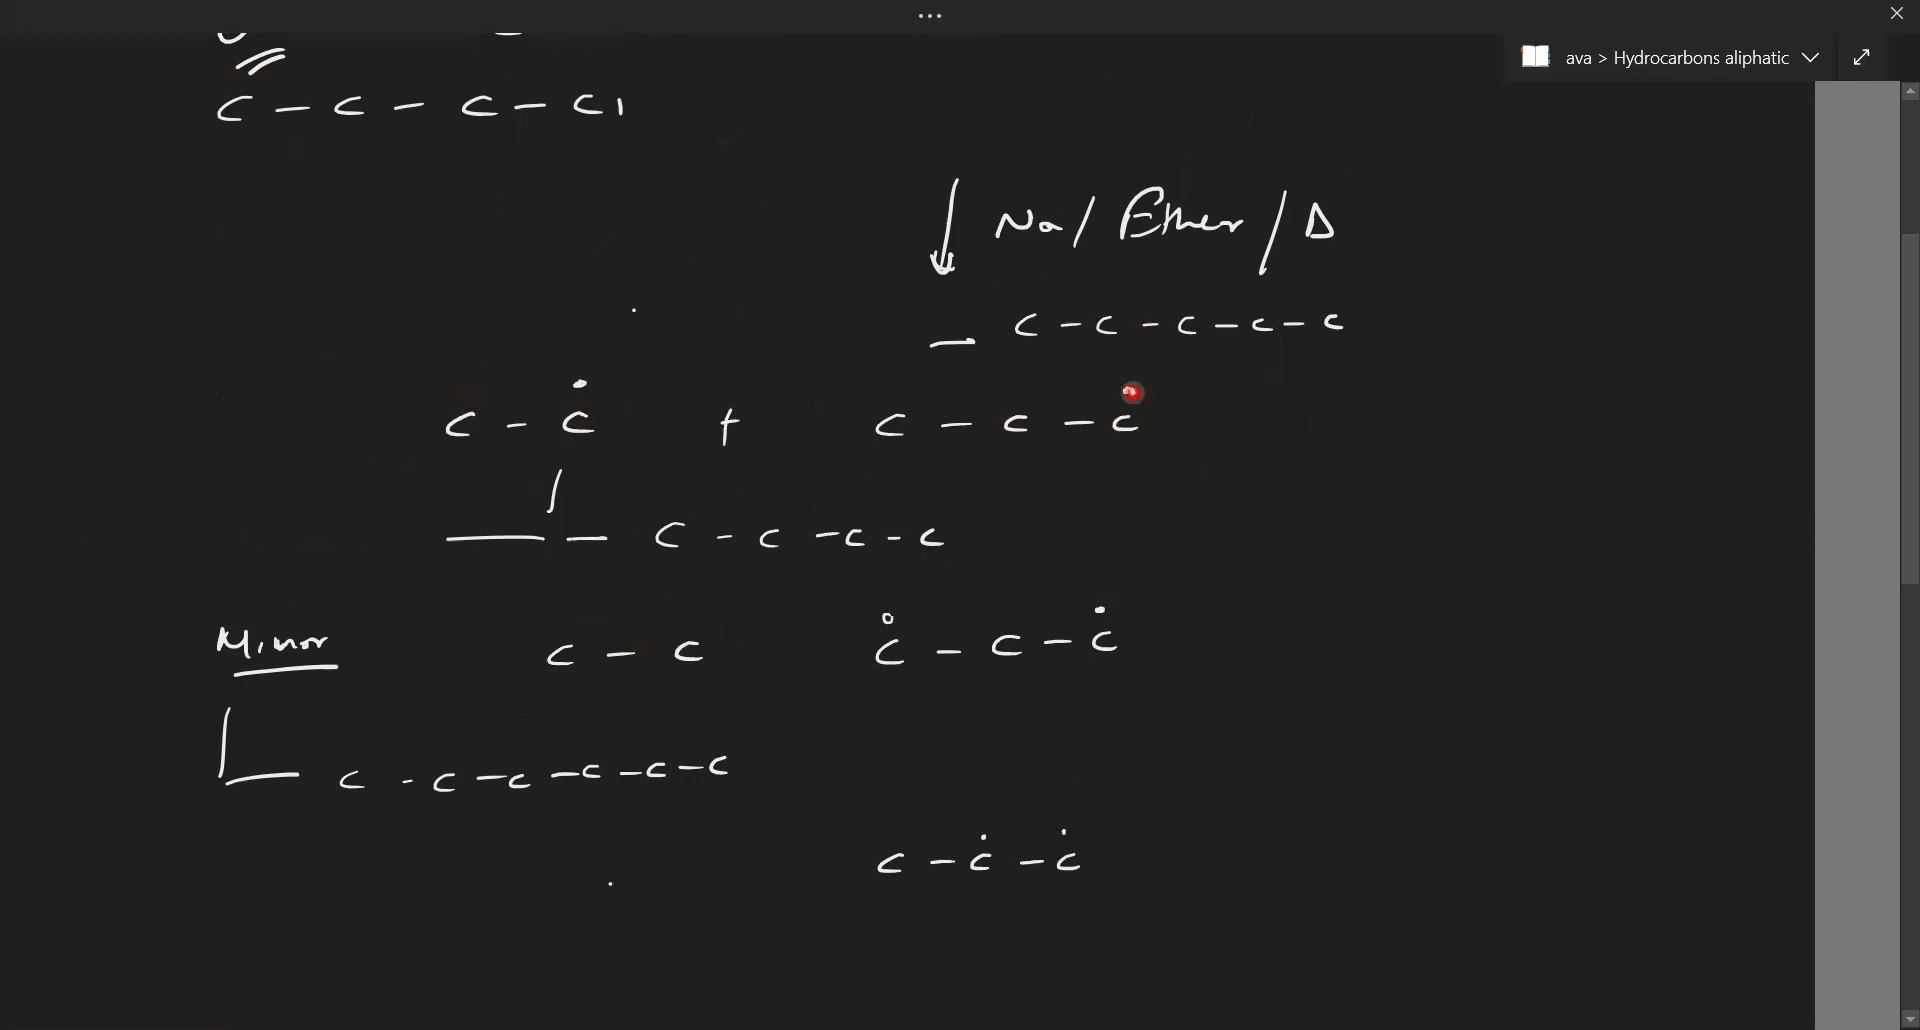 ava > Hydrocarbons aliphatic
C - C - C - Cl
Na / Ether / Δ
C - C - C - C - C
C - Ċ + C - C - C
C - C - C - C
Minor C - C Ċ - C - Ċ
C - C - C - C - C - C
C - Ċ - Ċ